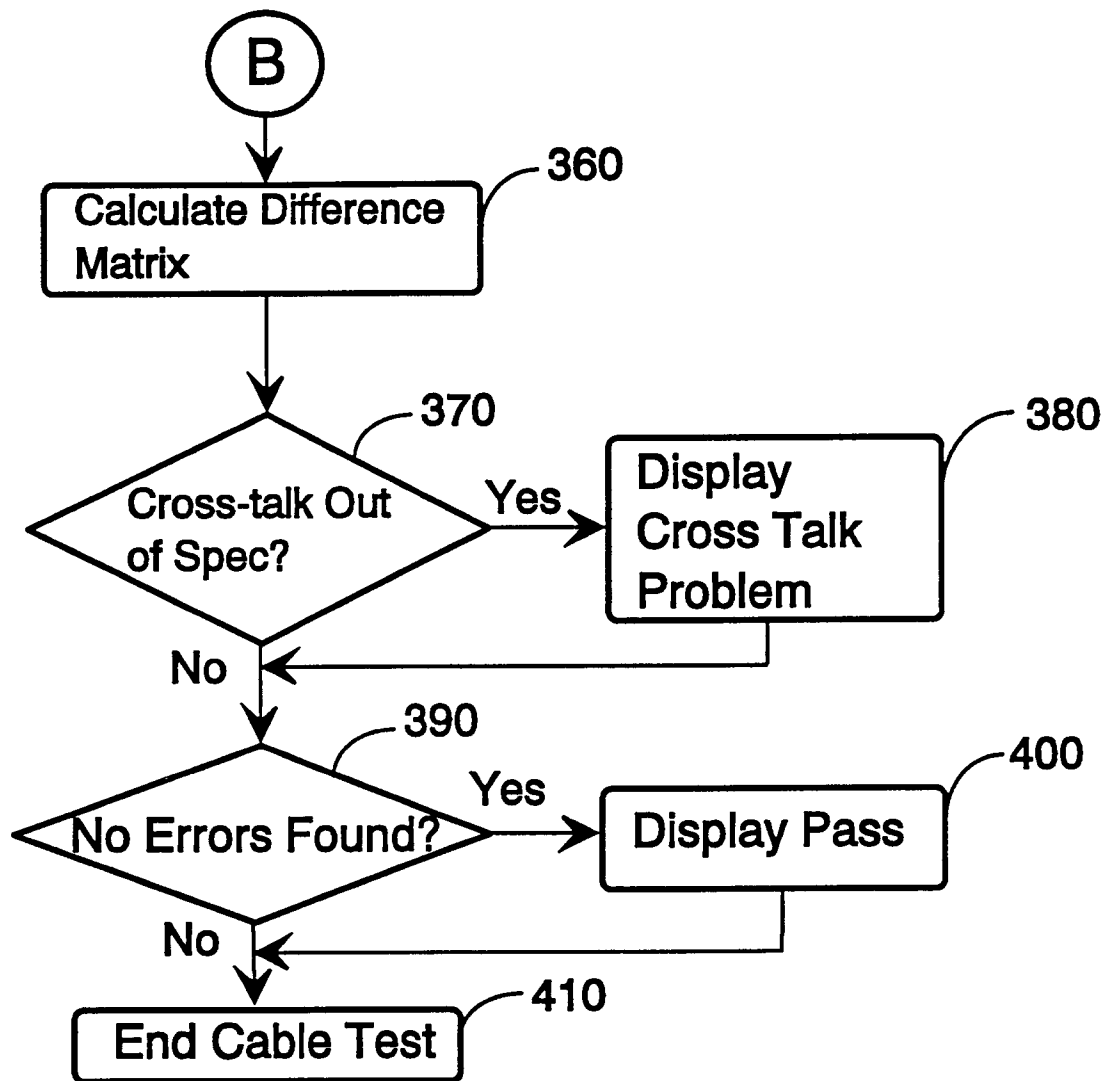 B
360
Calculate Difference
Matrix
370
380
Cross-talk Out
of Spec?
Yes
Display
Cross Talk
Problem
No
390
400
No Errors Found?
Yes
Display Pass
No
410
End Cable Test